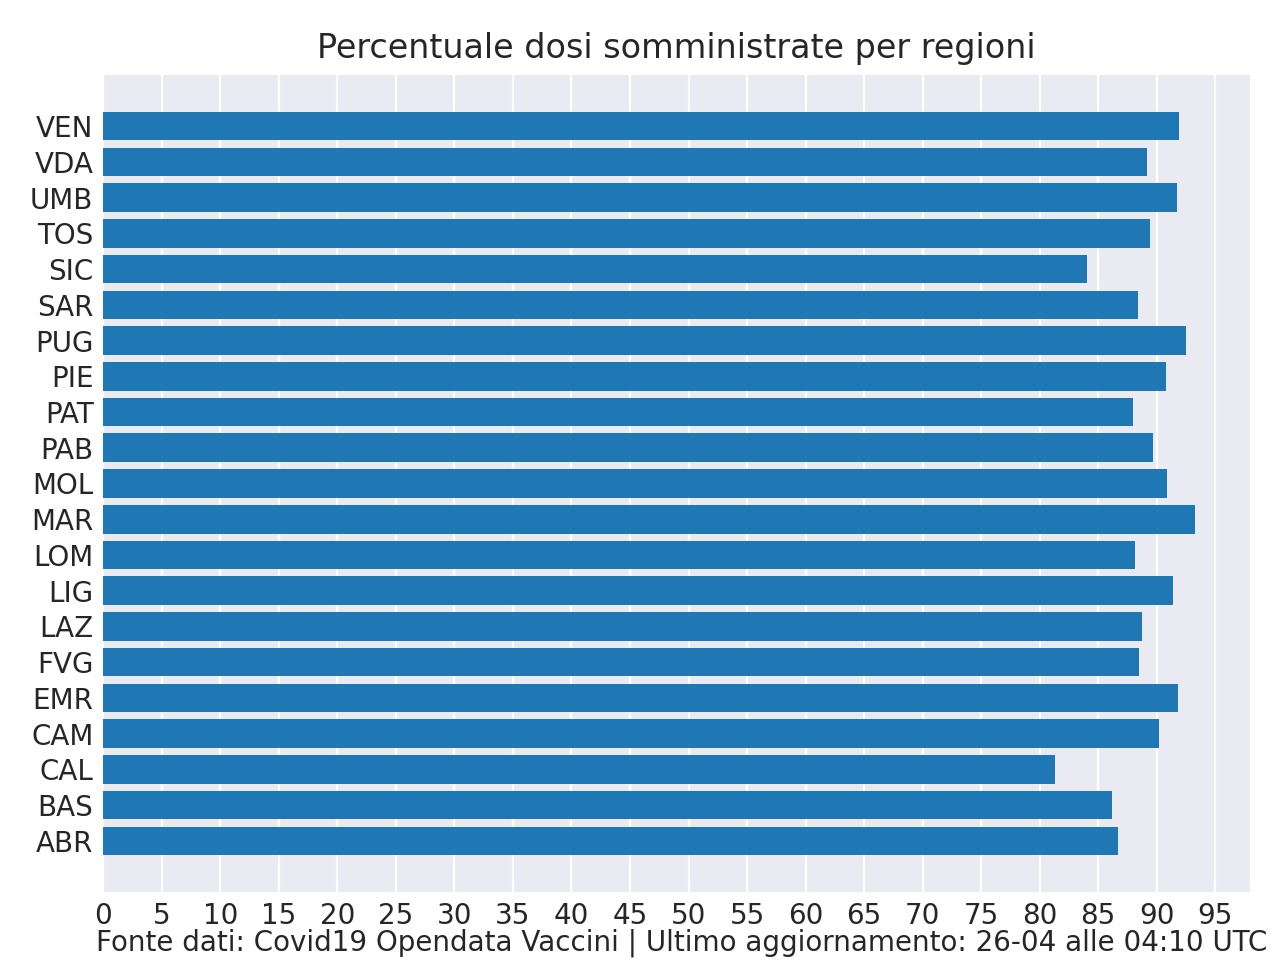 Percentuale dosi somministrate per regioni
VEN
VDA
UMB
TOS
SIC
SAR
PUG
PIE
PAT
PAB
MOL
MAR
LOM
LIG
LAZ
FVG
EMR
CAM
CAL
BAS
ABR
0 5 10 15 20 25 30 35 40 45 50 55 60 65 70 75 80 85 90 95
Fonte dati: Covid19 Opendata Vaccini | Ultimo aggiornamento: 26-04 alle 04:10 UTC